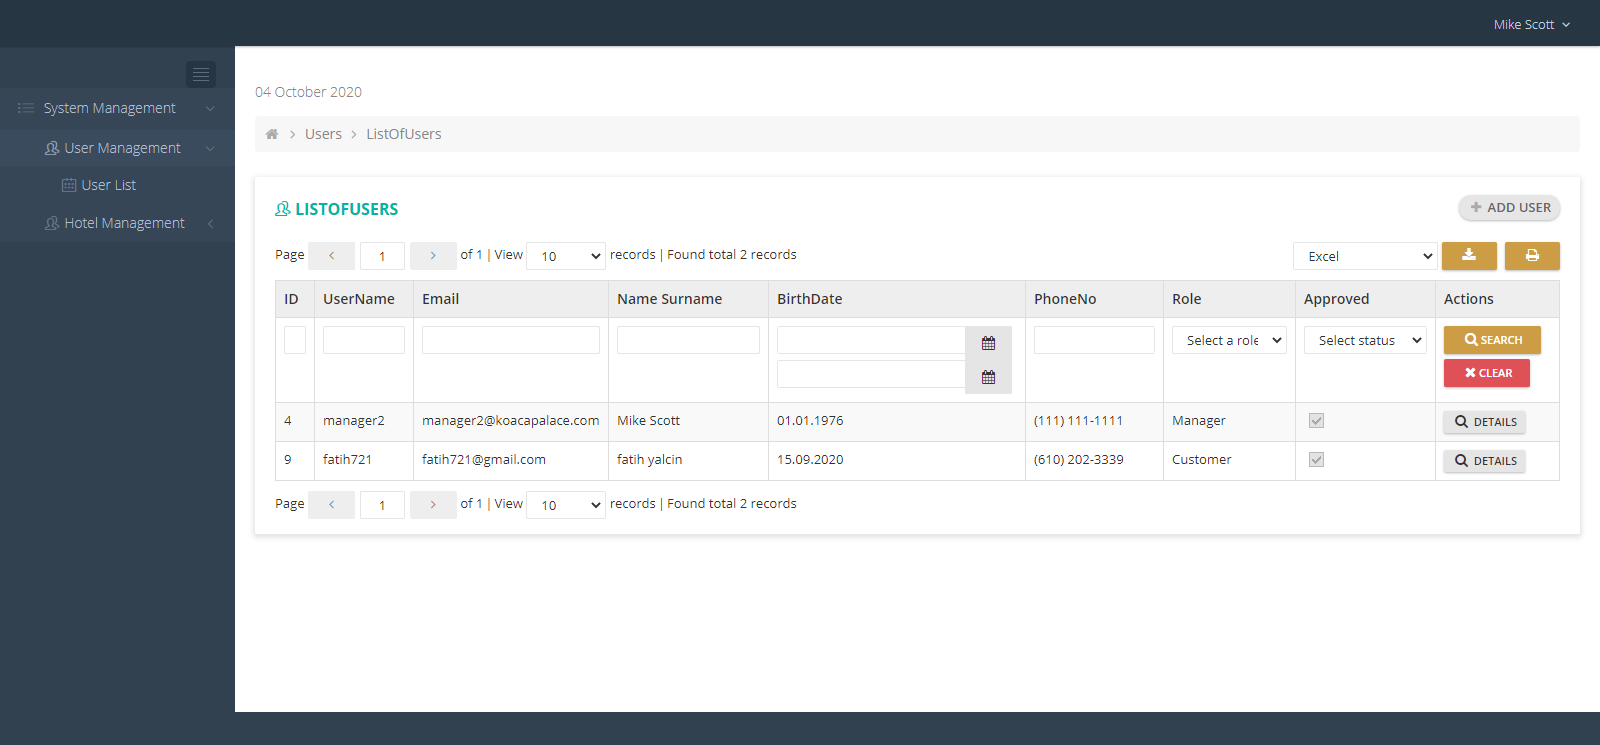 Mike Scott
System Management
User Management
User List
Hotel Management
04 October 2020
Users > ListOfUsers
LISTOFUSERS
ADD USER
Page < 1 > of 1 | View 10 records | Found total 2 records Excel
ID UserName Email Name Surname BirthDate PhoneNo Role Approved Actions
Select a role Select status SEARCH
CLEAR
4 manager2 manager2@koacapalace.com Mike Scott 01.01.1976 (111) 111-1111 Manager DETAILS
9 fatih721 fatih721@gmail.com fatih yalcin 15.09.2020 (610) 202-3339 Customer DETAILS
Page < 1 > of 1 | View 10 records | Found total 2 records